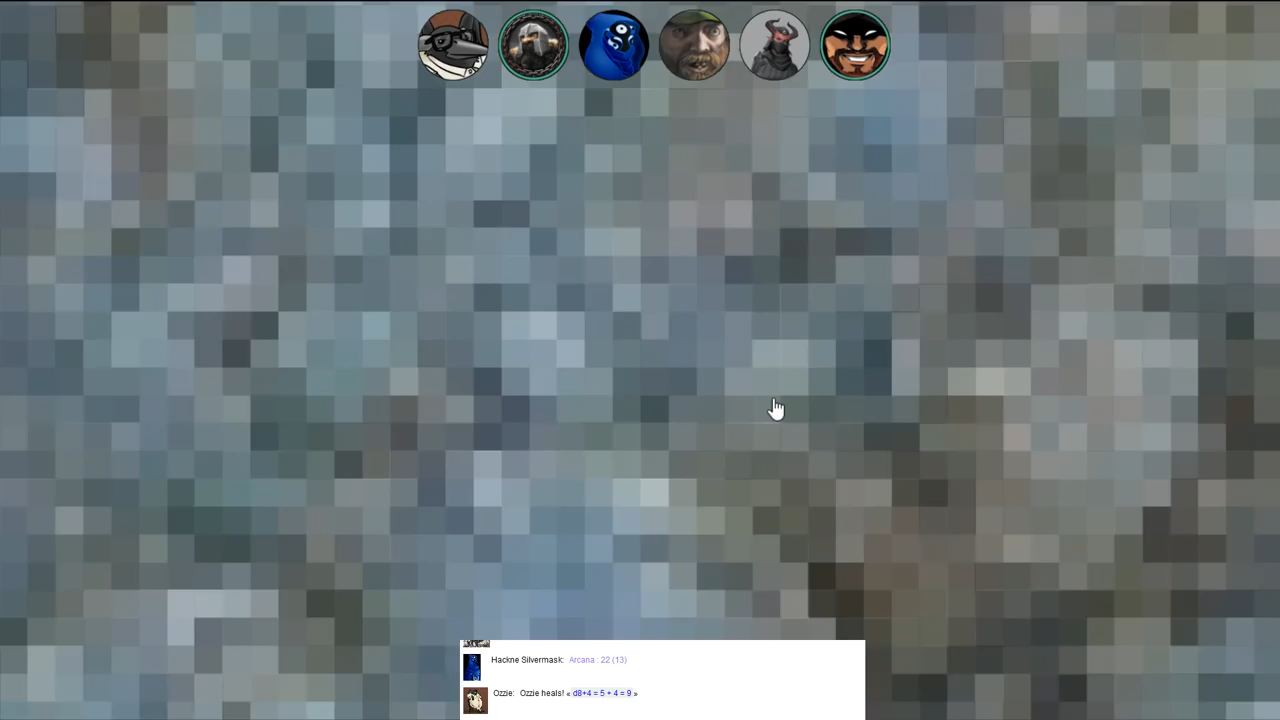 Hackne Silvermask: Arcana : 22 (13)
Ozzie: Ozzie heals! « d8+4 = 5 + 4 = 9 »